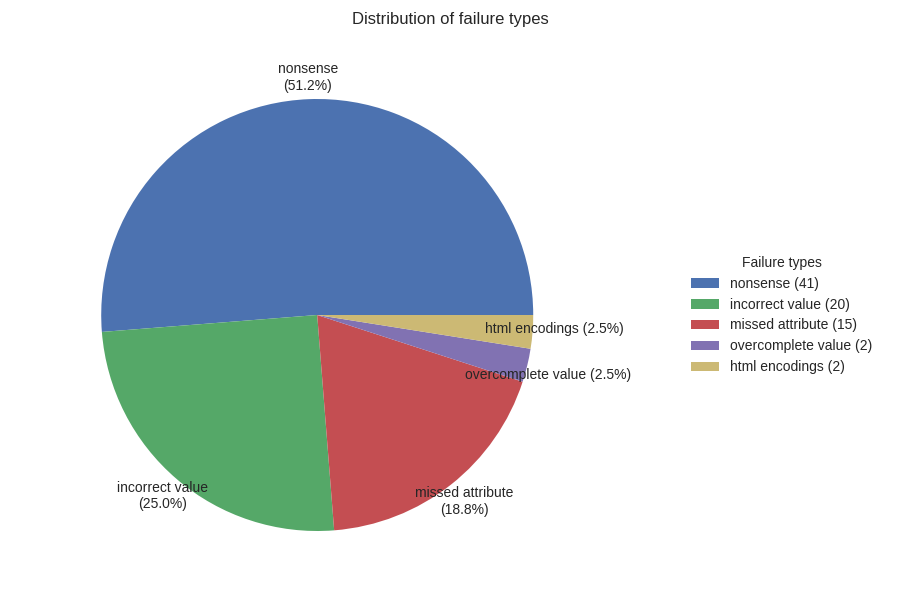 Distribution of failure types
nonsense
(51.2%)
html encodings (2.5%)
overcomplete value (2.5%)
incorrect value
(25.0%)
missed attribute
(18.8%)
Failure types
nonsense (41)
incorrect value (20)
missed attribute (15)
overcomplete value (2)
html encodings (2)